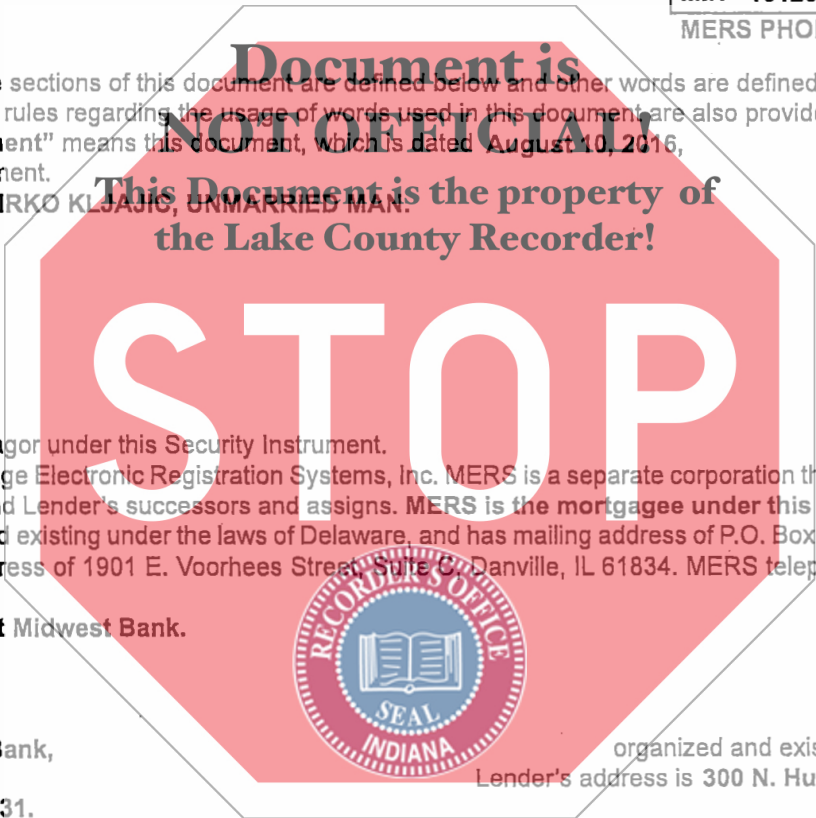 MERS PHO
Document is
sections of this document are defined below and other words are defined
rules regarding the usage of words used in this document are also provide
NOT OFFICIAL!
ent” means this document, which is dated August 10, 2016,
nent.
This Document is the property of
IRKO KLJAJIC, UNMARRIED MAN.
the Lake County Recorder!
STOP
gor under this Security Instrument.
ge Electronic Registration Systems, Inc. MERS is a separate corporation th
d Lender's successors and assigns. MERS is the mortgagee under this
existing under the laws of Delaware, and has mailing address of P.O. Box
ress of 1901 E. Voorhees Street, Suite C, Danville, IL 61834. MERS telep
t Midwest Bank.
RECORDER'S OFFICE
SEAL
INDIANA
ank,
organized and exis
Lender's address is 300 N. Hu
31.